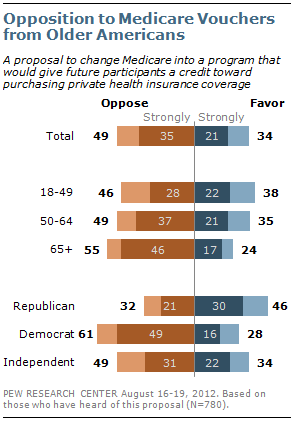 Opposition to Medicare Vouchers
from Older Americans
A proposal to change Medicare into a program that
would give future participants a credit toward
purchasing private health insurance coverage
Oppose Favor
Strongly Strongly
Total 49 35 21 34
18-49 46 28 22 38
50-64 49 37 21 35
65+ 55 46 17 24
Republican 32 21 30 46
Democrat 61 49 16 28
Independent 49 31 22 34
PEW RESEARCH CENTER August 16-19, 2012. Based on
those who have heard of this proposal (N=780).